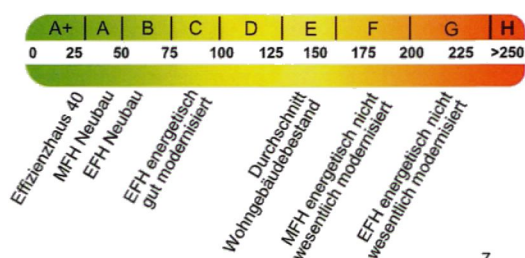 A+ A B C D E F G H
0 25 50 75 100 125 150 175 200 225 >250
Effizienzhaus 40
MFH Neubau
EFH Neubau
EFH energetisch
gut modernisiert
Durchschnitt
Wohngebäudebestand
MFH energetisch nicht
wesentlich modernisiert
EFH energetisch nicht
wesentlich modernisiert
7